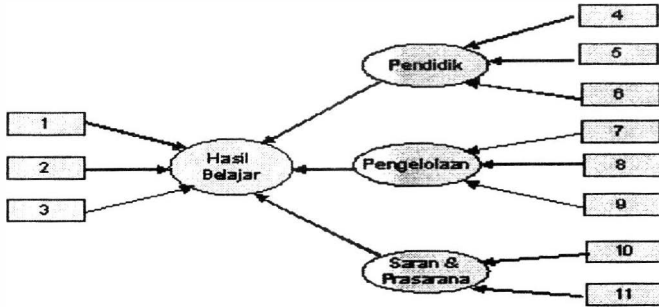 4
5
Pendidik
6
1
7
Hasil
Belajar
2
Pengelolaan
8
3
9
Saran &
Prasarana
10
11